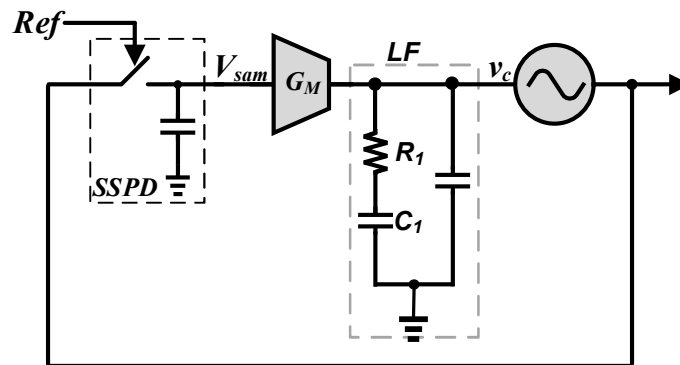 Ref
LF
V_sam
G_M
v_c
R_1
C_1
SSPD